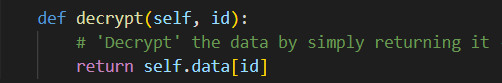 def decrypt(self, id):
    # 'Decrypt' the data by simply returning it
    return self.data[id]